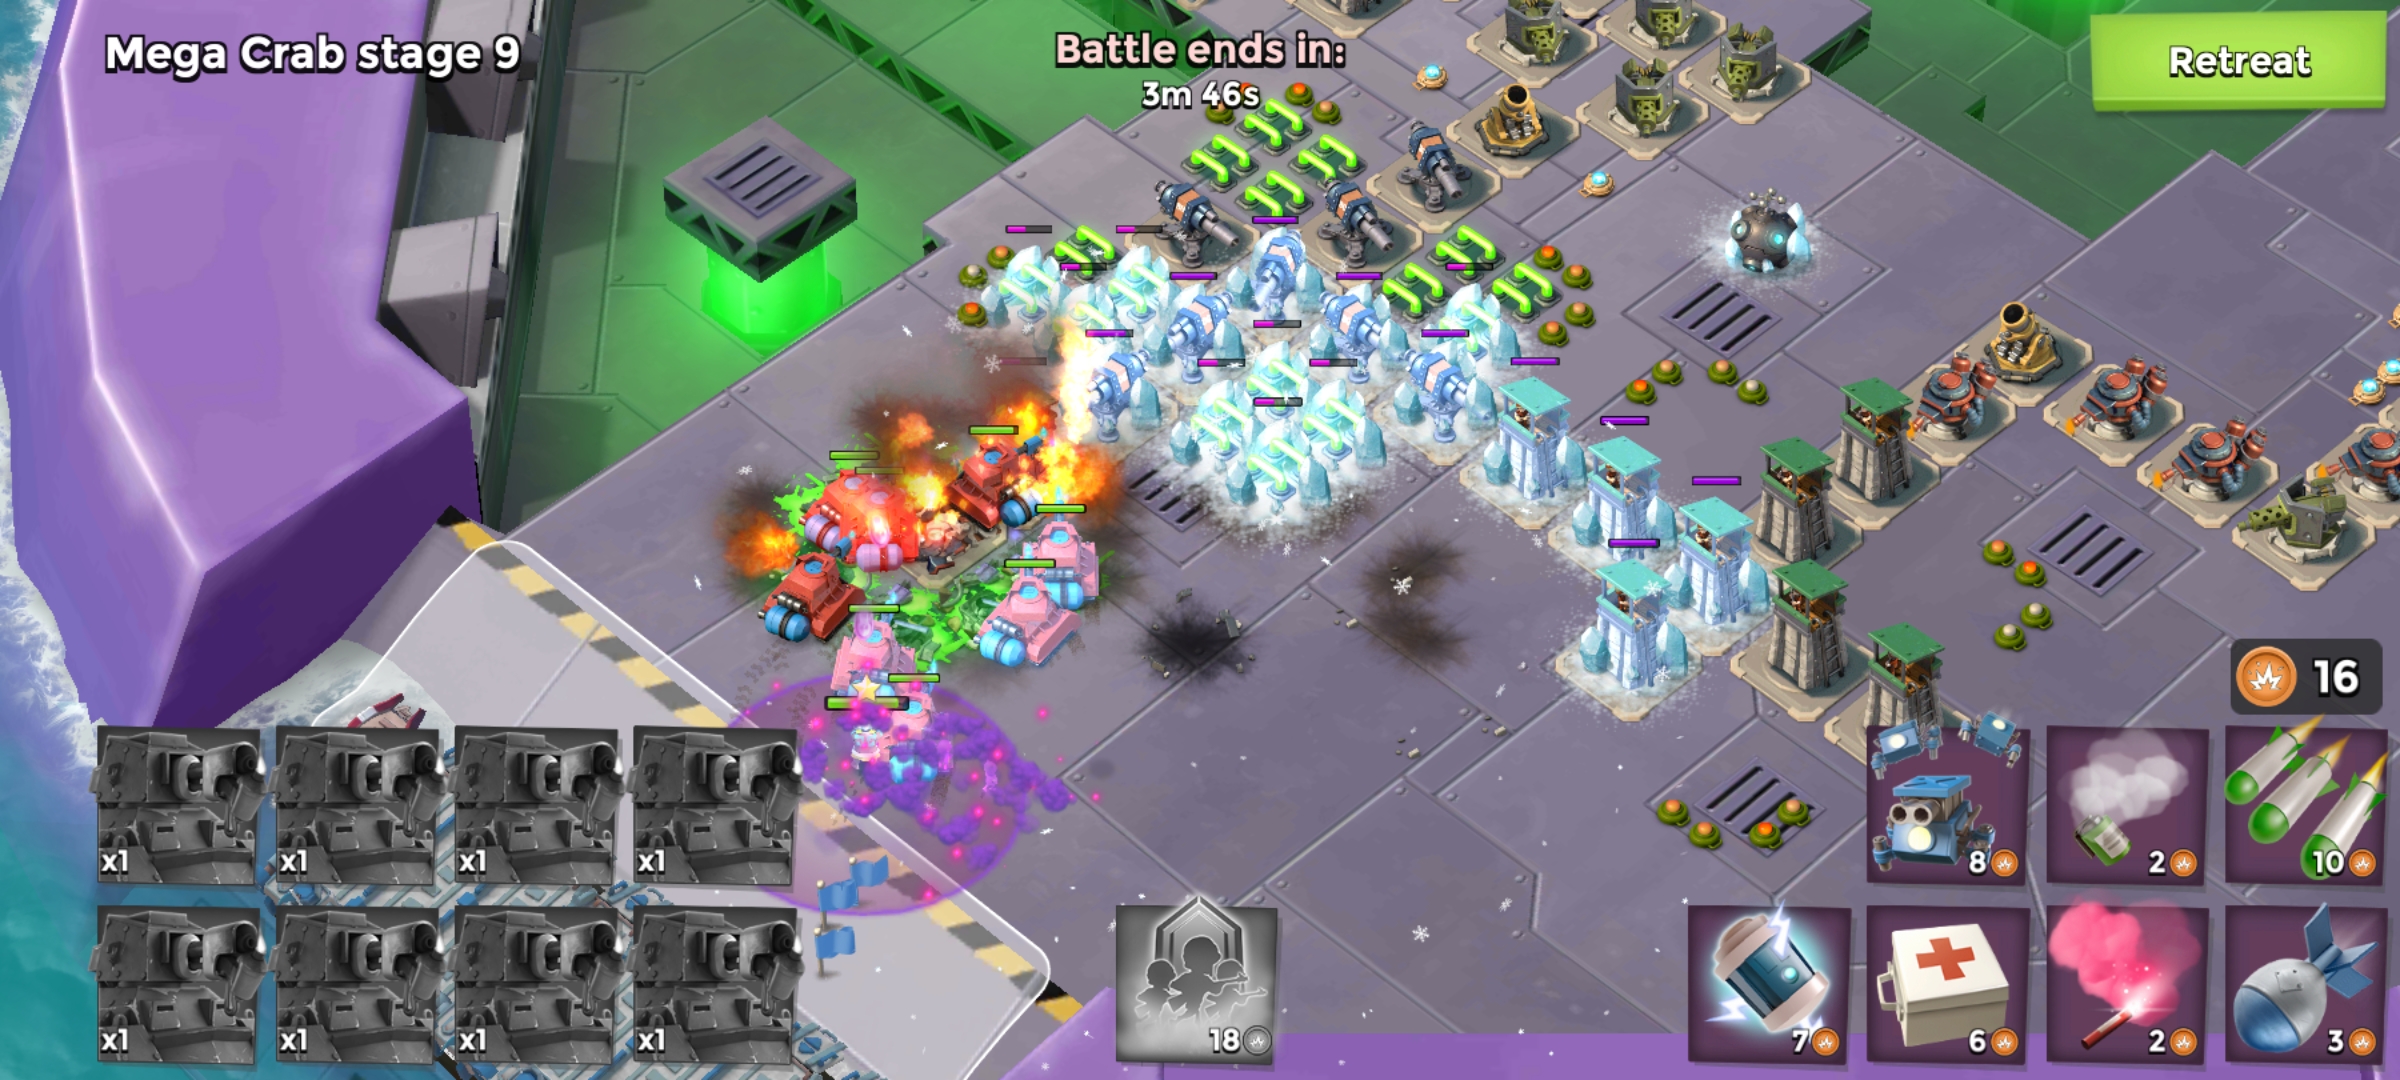 Mega Crab stage 9
Battle ends in:
3m 46s
Retreat
16
x1
x1
x1
x1
8
2
10
x1
x1
x1
x1
18
7
6
2
3